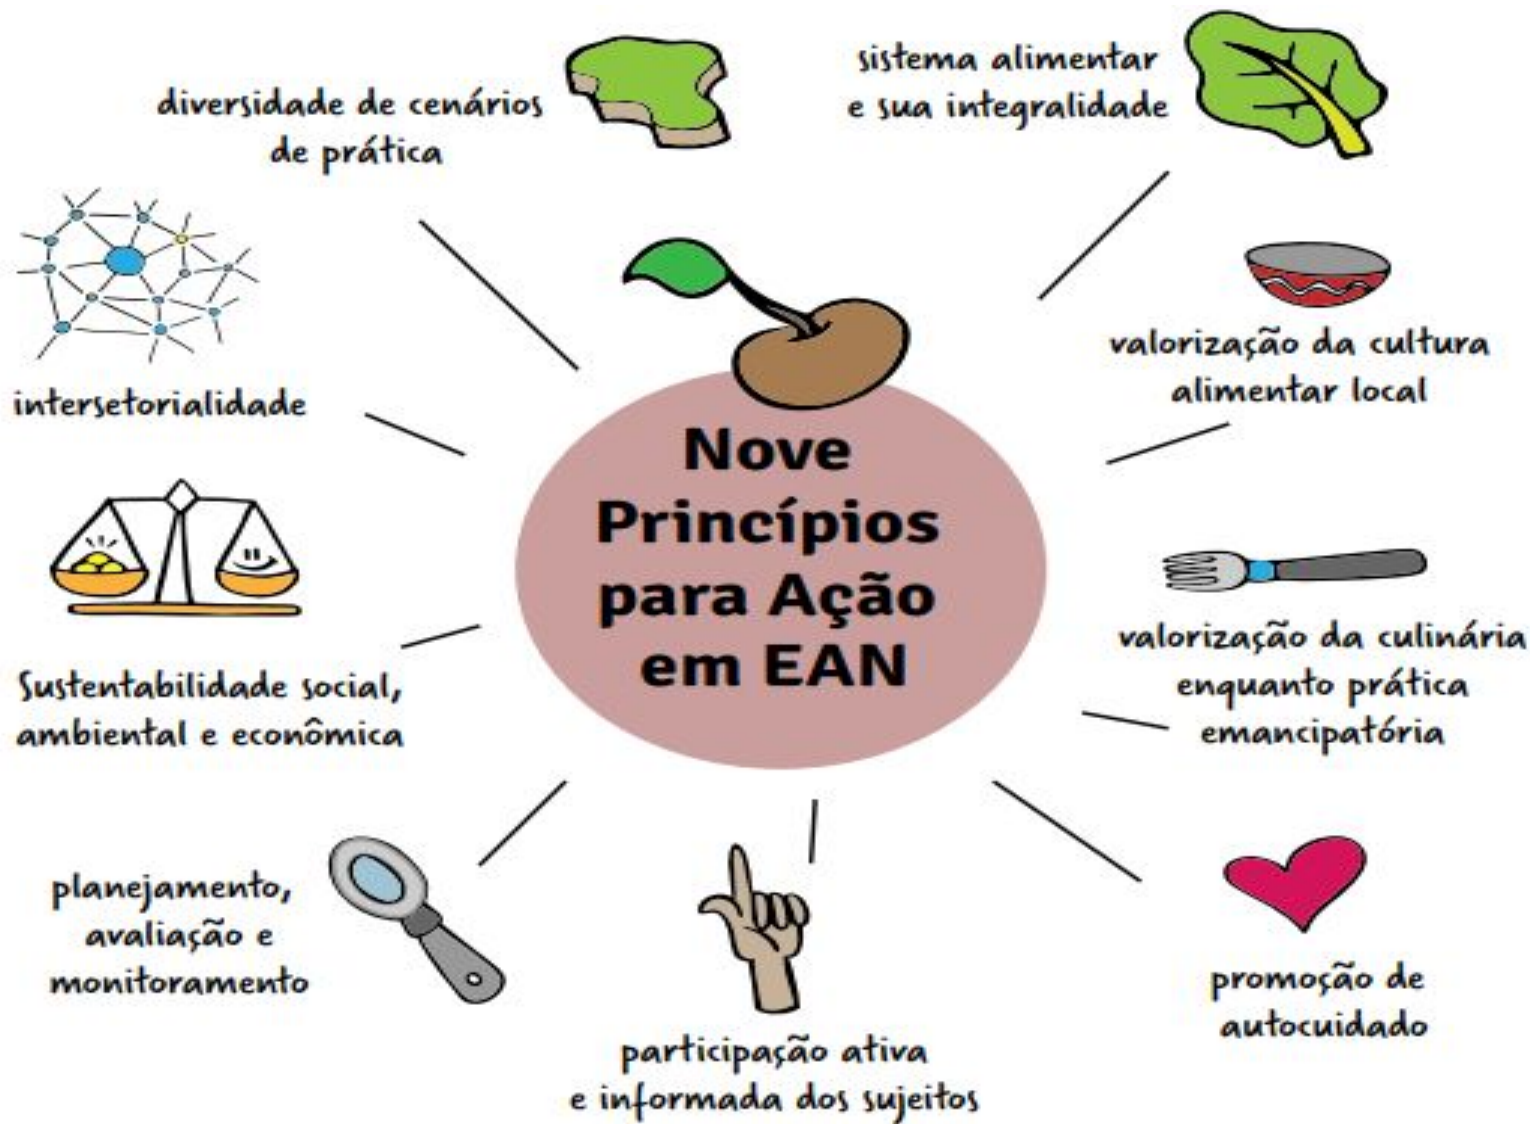 Nove
Princípios
para Ação
em EAN
sistema alimentar
e sua integralidade
valorização da cultura
alimentar local
valorização da culinária
enquanto prática
emancipatória
promoção de
autocuidado
participação ativa
e informada dos sujeitos
planejamento,
avaliação e
monitoramento
Sustentabilidade social,
ambiental e econômica
intersetorialidade
diversidade de cenários
de prática